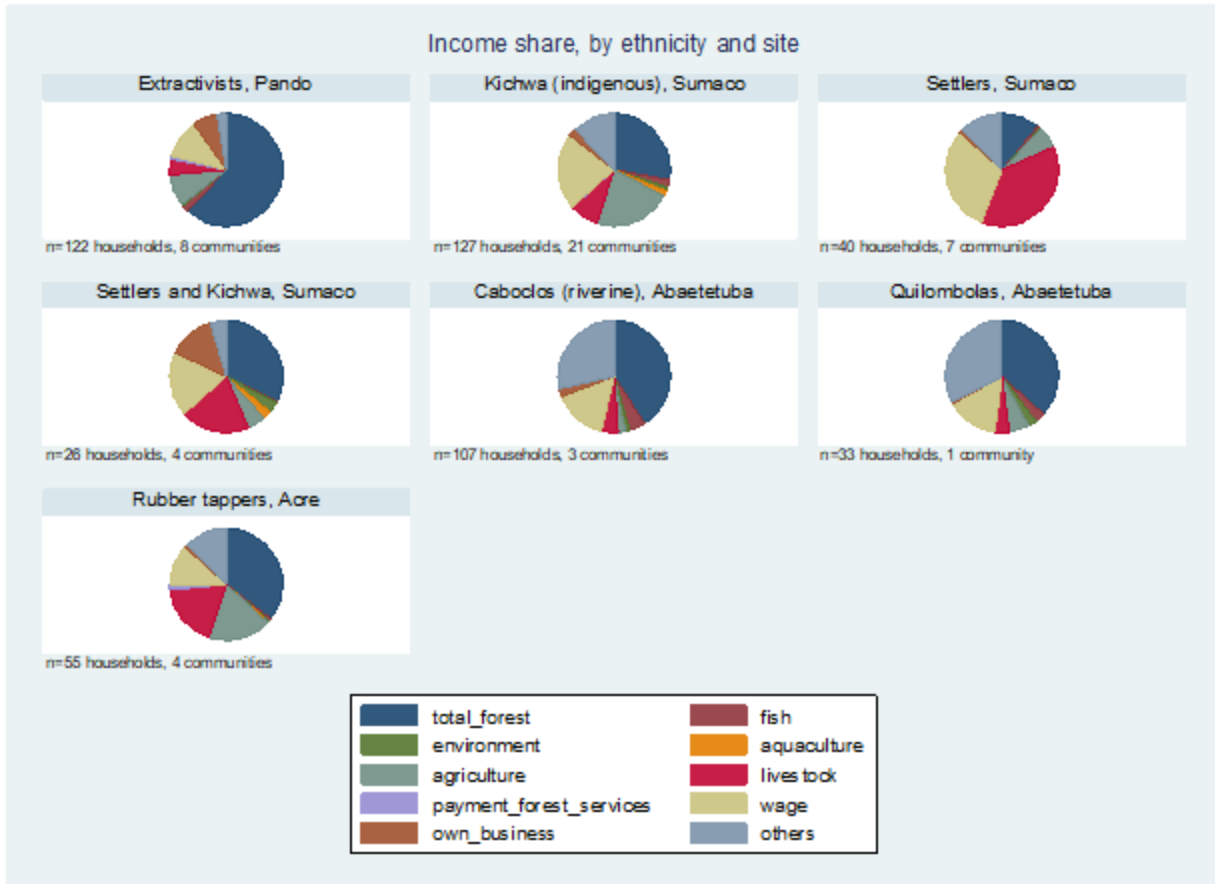 Income share, by ethnicity and site
Extractivists, Pando
n=122 households, 8 communities
Kichwa (indigenous), Sumaco
n=127 households, 21 communities
Settlers, Sumaco
n=40 households, 7 communities
Settlers and Kichwa, Sumaco
n=26 households, 4 communities
Caboclos (riverine), Abaetetuba
n=107 households, 3 communities
Quilombolas, Abaetetuba
n=33 households, 1 community
Rubber tappers, Acre
n=55 households, 4 communities
total_forest
fish
environment
aquaculture
agriculture
livestock
payment_forest_services
wage
own_business
others